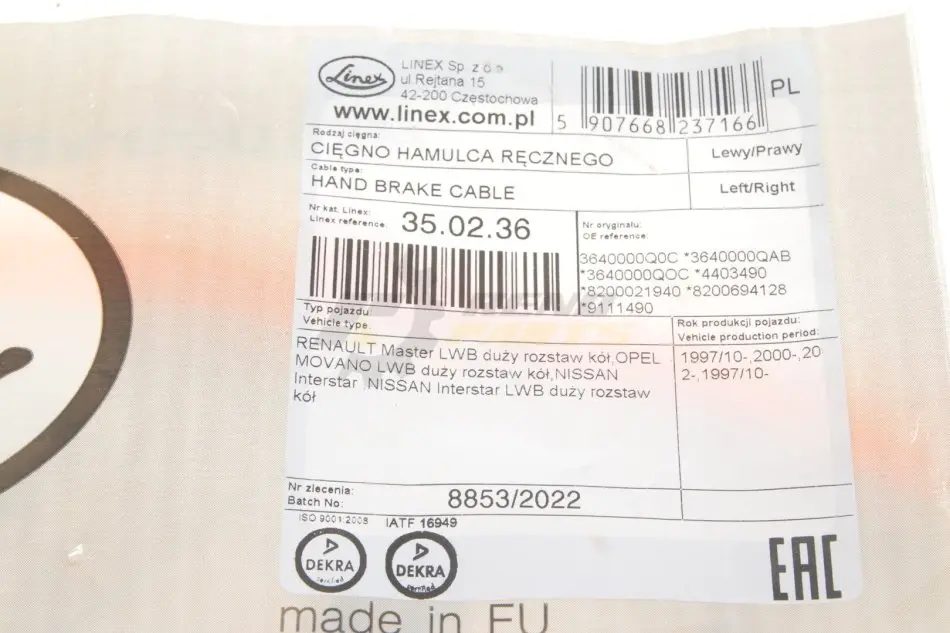 Linex
LINEX Sp. z o.o
ul Rejtana 15
42-200 Częstochowa
www.linex.com.pl
5 907668 237166
PL
Rodzaj cięgna:
CIĘGNO HAMULCA RĘCZNEGO
Lewy/Prawy
Cable type:
HAND BRAKE CABLE
Left/Right
Nr kat. Linex:
Linex reference:
35.02.36
Nr oryginału:
OE reference:
3640000Q0C *3640000QAB
*3640000QOC *4403490
*8200021940 *8200694128
*9111490
Typ pojazdu:
Vehicle type:
Rok produkcji pojazdu:
Vehicle production period:
RENAULT Master LWB duży rozstaw kół,OPEL
MOVANO LWB duży rozstaw kół,NISSAN
Interstar ,NISSAN Interstar LWB duży rozstaw
kół
1997/10-,2000-,20
2-,1997/10-
Nr zlecenia:
Batch No:
8853/2022
ISO 9001:2008 IATF 16949
DEKRA
certified
DEKRA
certified
EAC
made in EU